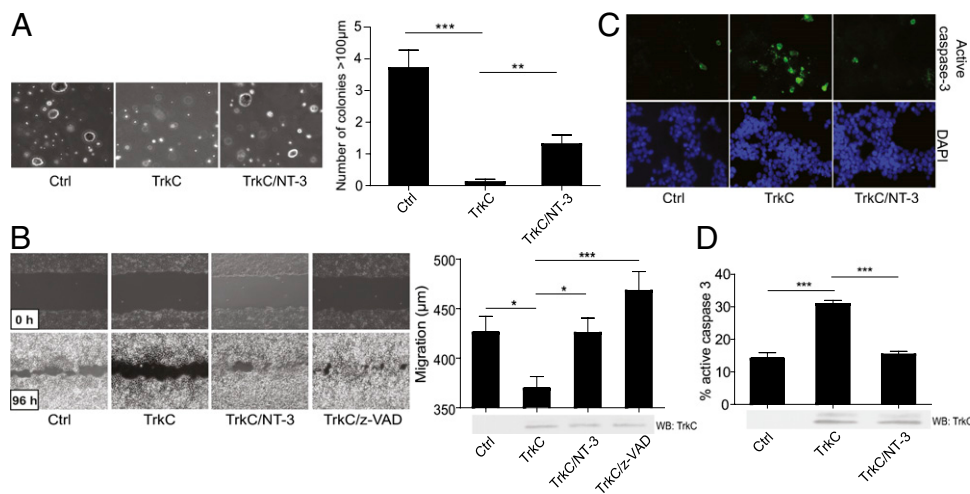 A
Number of colonies >100µm
5
4
3
2
1
0
***
**
Ctrl
TrkC
TrkC/NT-3
Ctrl
TrkC
TrkC/NT-3
B
0 h
96 h
Ctrl
TrkC
TrkC/NT-3
TrkC/z-VAD
Migration (µm)
500
450
400
350
*
*
***
WB: TrkC
Ctrl
TrkC
TrkC/NT-3
TrkC/z-VAD
C
Active
caspase-3
DAPI
Ctrl
TrkC
TrkC/NT-3
D
% active caspase 3
40
30
20
10
0
***
***
WB: TrkC
Ctrl
TrkC
TrkC/NT-3